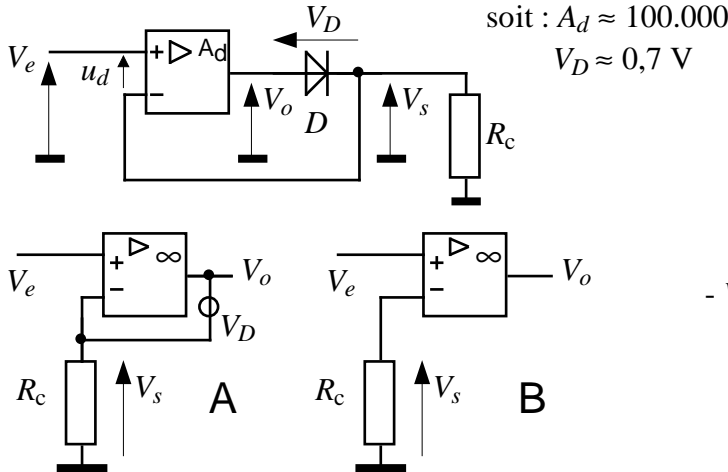 soit : A_d ≈ 100.000
V_D ≈ 0,7 V
V_D
V_e
u_d
+
−
A_d
V_o
D
V_s
R_c
V_e
+
−
∞
V_o
V_D
R_c
V_s
A
V_e
+
−
∞
V_o
R_c
V_s
B
-